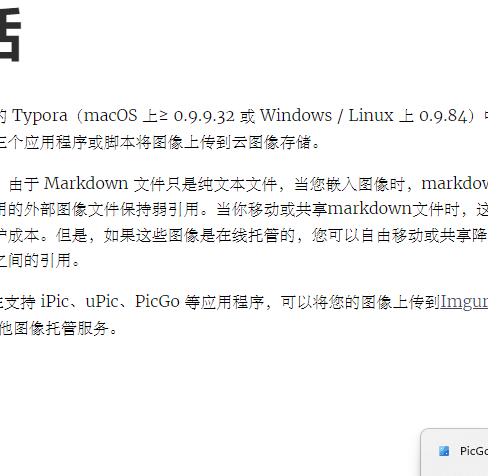 话
的 Typora（macOS 上≥ 0.9.9.32 或 Windows / Linux 上 0.9.84）
三个应用程序或脚本将图像上传到云图像存储。
由于 Markdown 文件只是纯文本文件，当您嵌入图像时，markdow
用的外部图像文件保持弱引用。当你移动或共享markdown文件时，这
护成本。但是，如果这些图像是在线托管的，您可以自由移动或共享降
之间的引用。
支持 iPic、uPic、PicGo 等应用程序，可以将您的图像上传到Imgur
他图像托管服务。
PicGo